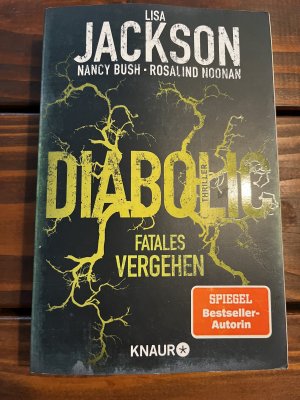 LISA
JACKSON
NANCY BUSH • ROSALIND NOONAN
DIABOLIC
THRILLER
FATALES
VERGEHEN
SPIEGEL
Bestseller-
Autorin
KNAUR